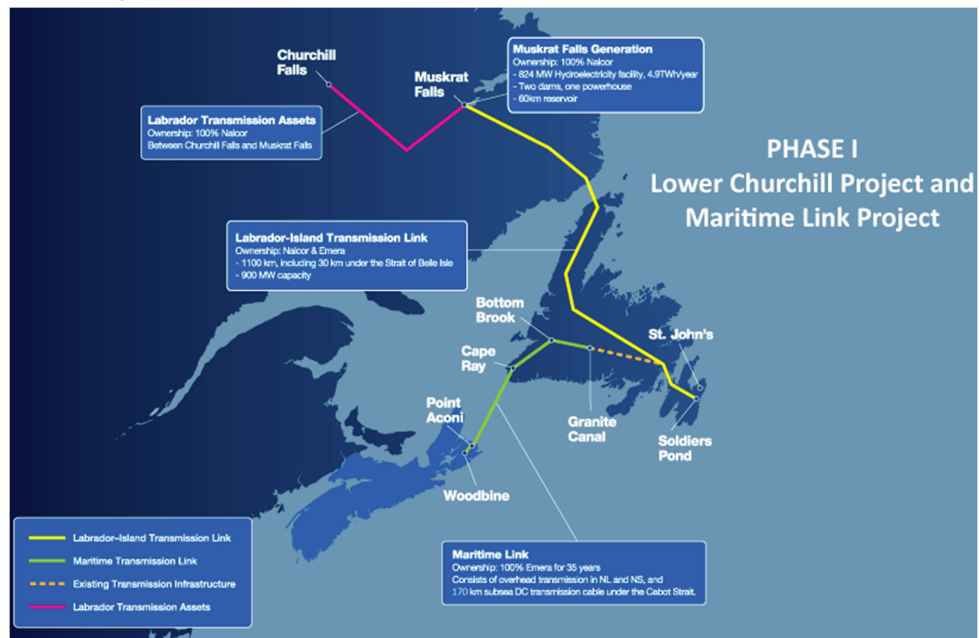 Churchill
Falls
Muskrat
Falls
Muskrat Falls Generation
Ownership: 100% Nalcor
- 824 MW Hydroelectricity facility, 4.9TWh/year
- Two dams, one powerhouse
- 60km reservoir
Labrador Transmission Assets
Ownership: 100% Nalcor
Between Churchill Falls and Muskrat Falls
PHASE I
Lower Churchill Project and
Maritime Link Project
Labrador-Island Transmission Link
Ownership: Nalcor & Emera
- 1100 km, including 30 km under the Strait of Belle Isle
- 900 MW capacity
Bottom
Brook
St. John's
Cape
Ray
Point
Aconi
Granite
Canal
Soldiers
Pond
Woodbine
Labrador–Island Transmission Link
Maritime Transmission Link
Existing Transmission Infrastructure
Labrador Transmission Assets
Maritime Link
Ownership: 100% Emera for 35 years
Consists of overhead transmission in NL and NS, and
170 km subsea DC transmission cable under the Cabot Strait.